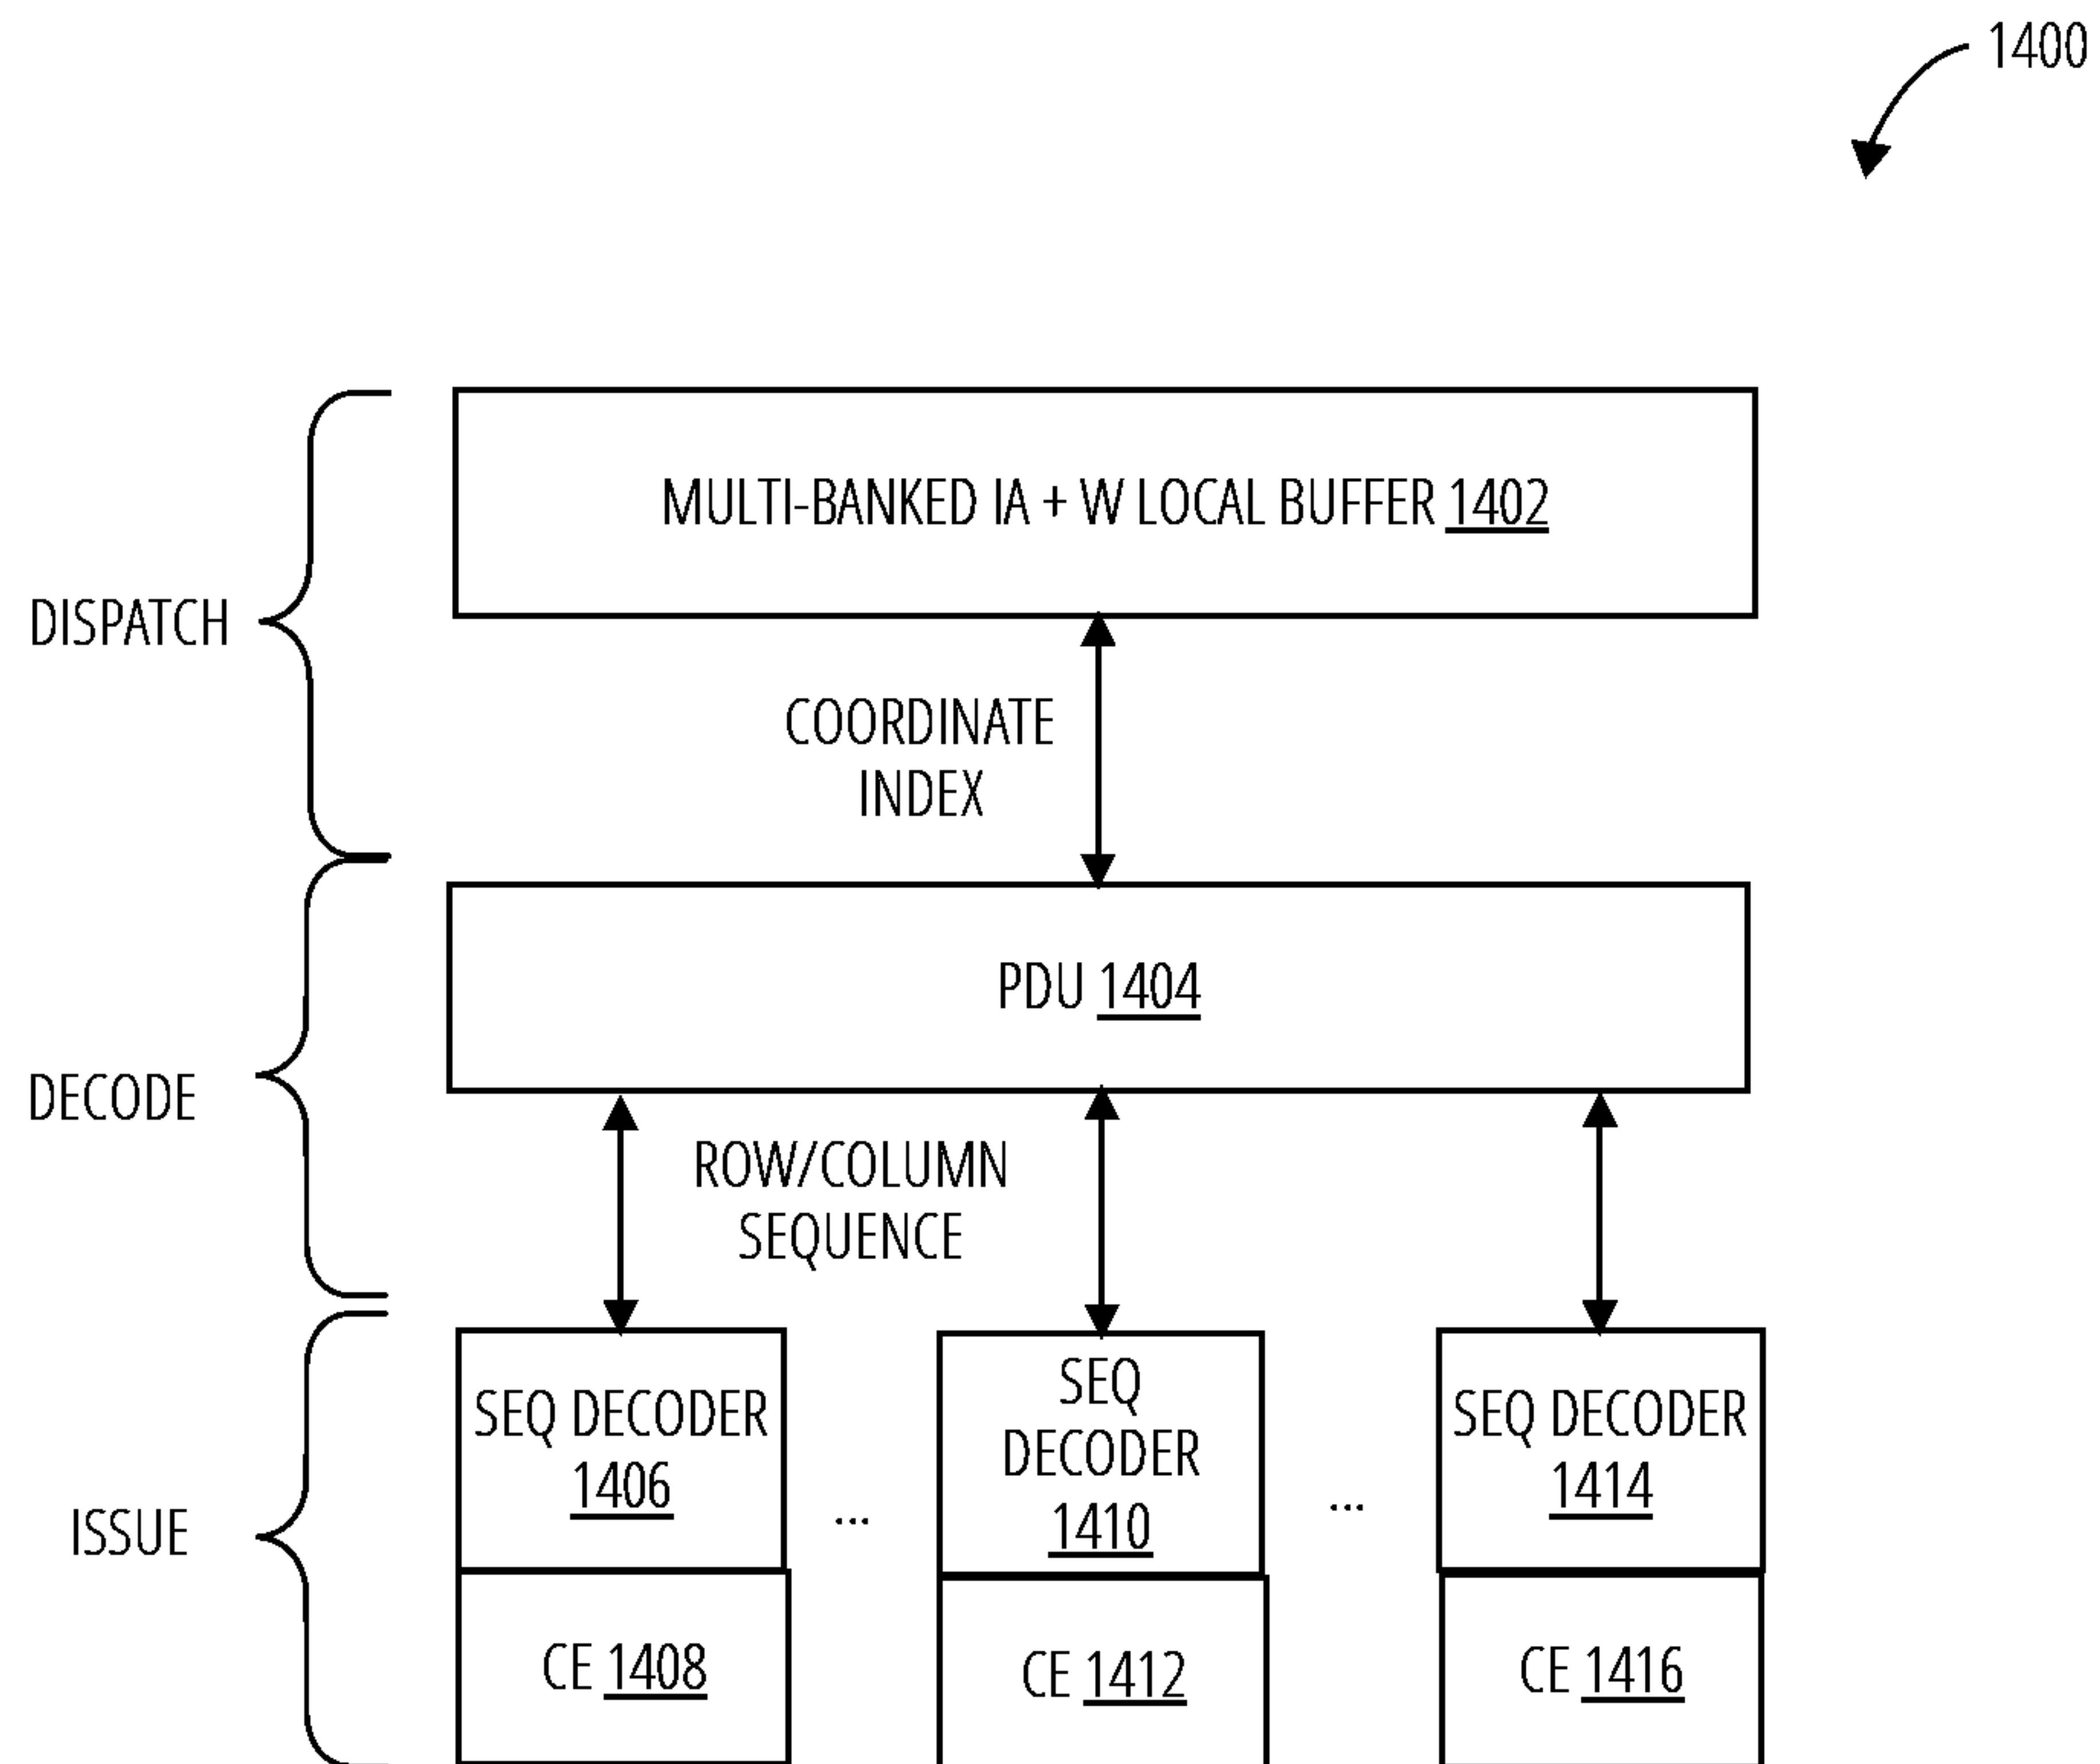 1400
MULTI-BANKED IA + W LOCAL BUFFER 1402
DISPATCH
COORDINATE
INDEX
PDU 1404
DECODE
ROW/COLUMN
SEQUENCE
SEQ DECODER
1406
SEQ
DECODER
1410
SEQ DECODER
1414
ISSUE
...
...
CE 1408
CE 1412
CE 1416